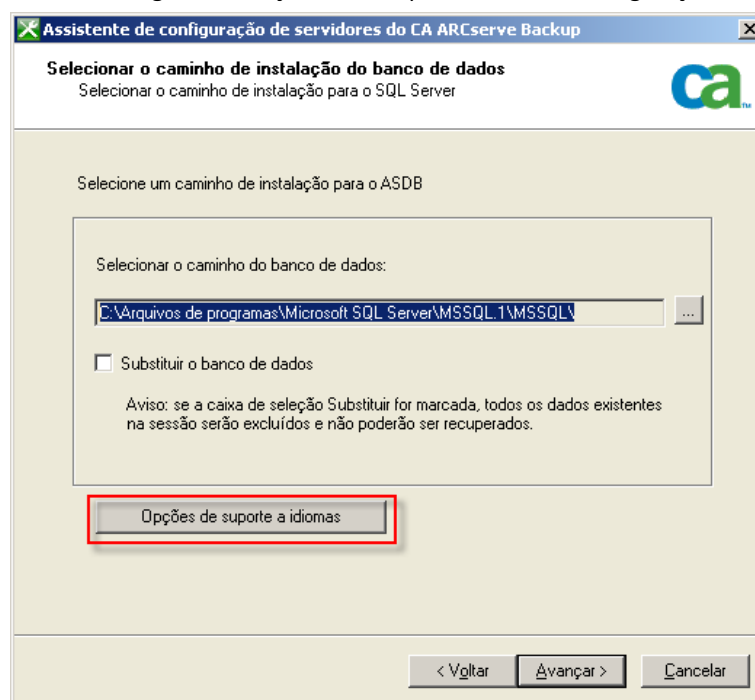 Assistente de configuração de servidores do CA ARCserve Backup
Selecionar o caminho de instalação do banco de dados
Selecionar o caminho de instalação para o SQL Server
ca
Selecione um caminho de instalação para o ASDB
Selecionar o caminho do banco de dados:
C:\Arquivos de programas\Microsoft SQL Server\MSSQL.1\MSSQL\
...
Substituir o banco de dados
Aviso: se a caixa de seleção Substituir for marcada, todos os dados existentes
na sessão serão excluídos e não poderão ser recuperados.
Opções de suporte a idiomas
< Voltar Avançar > Cancelar